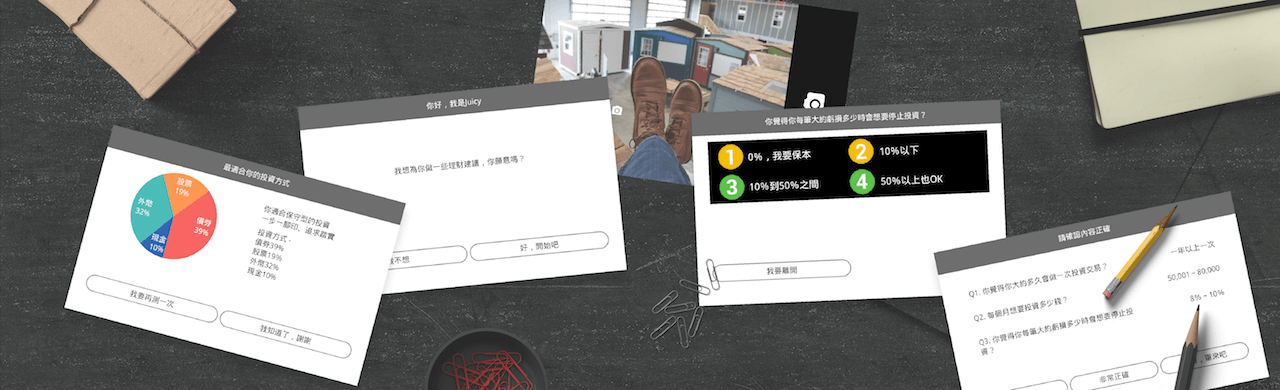 最適合你的投資方式
股票
19%
外幣
32%
債券
39%
現金
10%
你適合保守型的投資
一步一腳印、追求踏實
投資方式-
債券39%
股票19%
外幣32%
現金10%
我要再測一次
我知道了，謝謝
你好，我是Juicy
我想為你做一些理財建議，你願意嗎？
不想
好，開始吧
你覺得你每筆大約虧損多少時會想要停止投資？
1 0%，我要保本
2 10%以下
3 10%到50%之間
4 50%以上也OK
我要離開
請確認內容正確
Q1. 你覺得你大約多久會做一次投資交易？
一年以上一次
Q2. 每個月想要投資多少錢？
50,001 ~ 80,000
Q3. 你覺得你每筆大約虧損多少時會想要停止投
資？
8% ~ 10%
非常正確
來吧